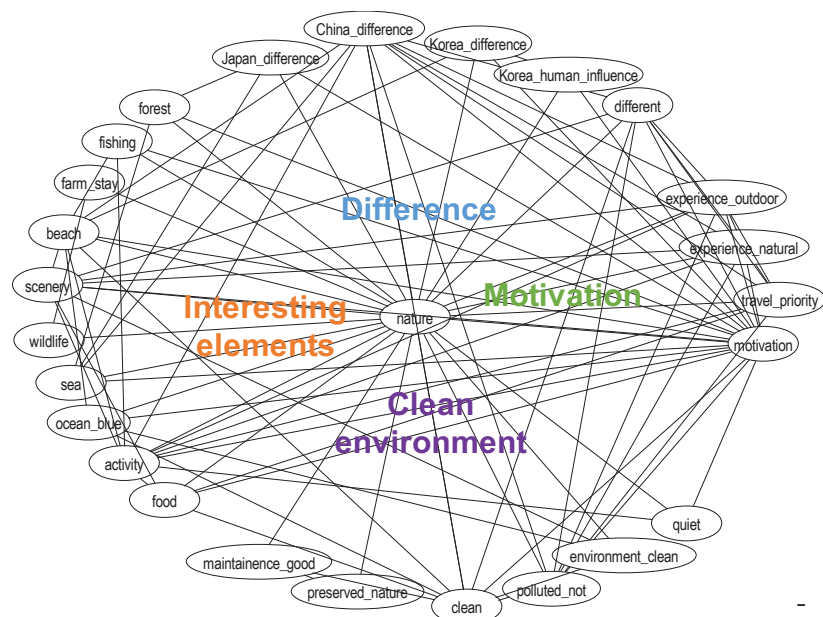 China_difference
Korea_difference
Japan_difference
Korea_human_influence
forest
different
fishing
farm_stay
experience_outdoor
Difference
beach
experience_natural
scenery
Motivation
travel_priority
Interesting
elements
nature
wildlife
motivation
sea
Clean
environment
ocean_blue
activity
food
quiet
environment_clean
maintainence_good
polluted_not
preserved_nature
clean
-